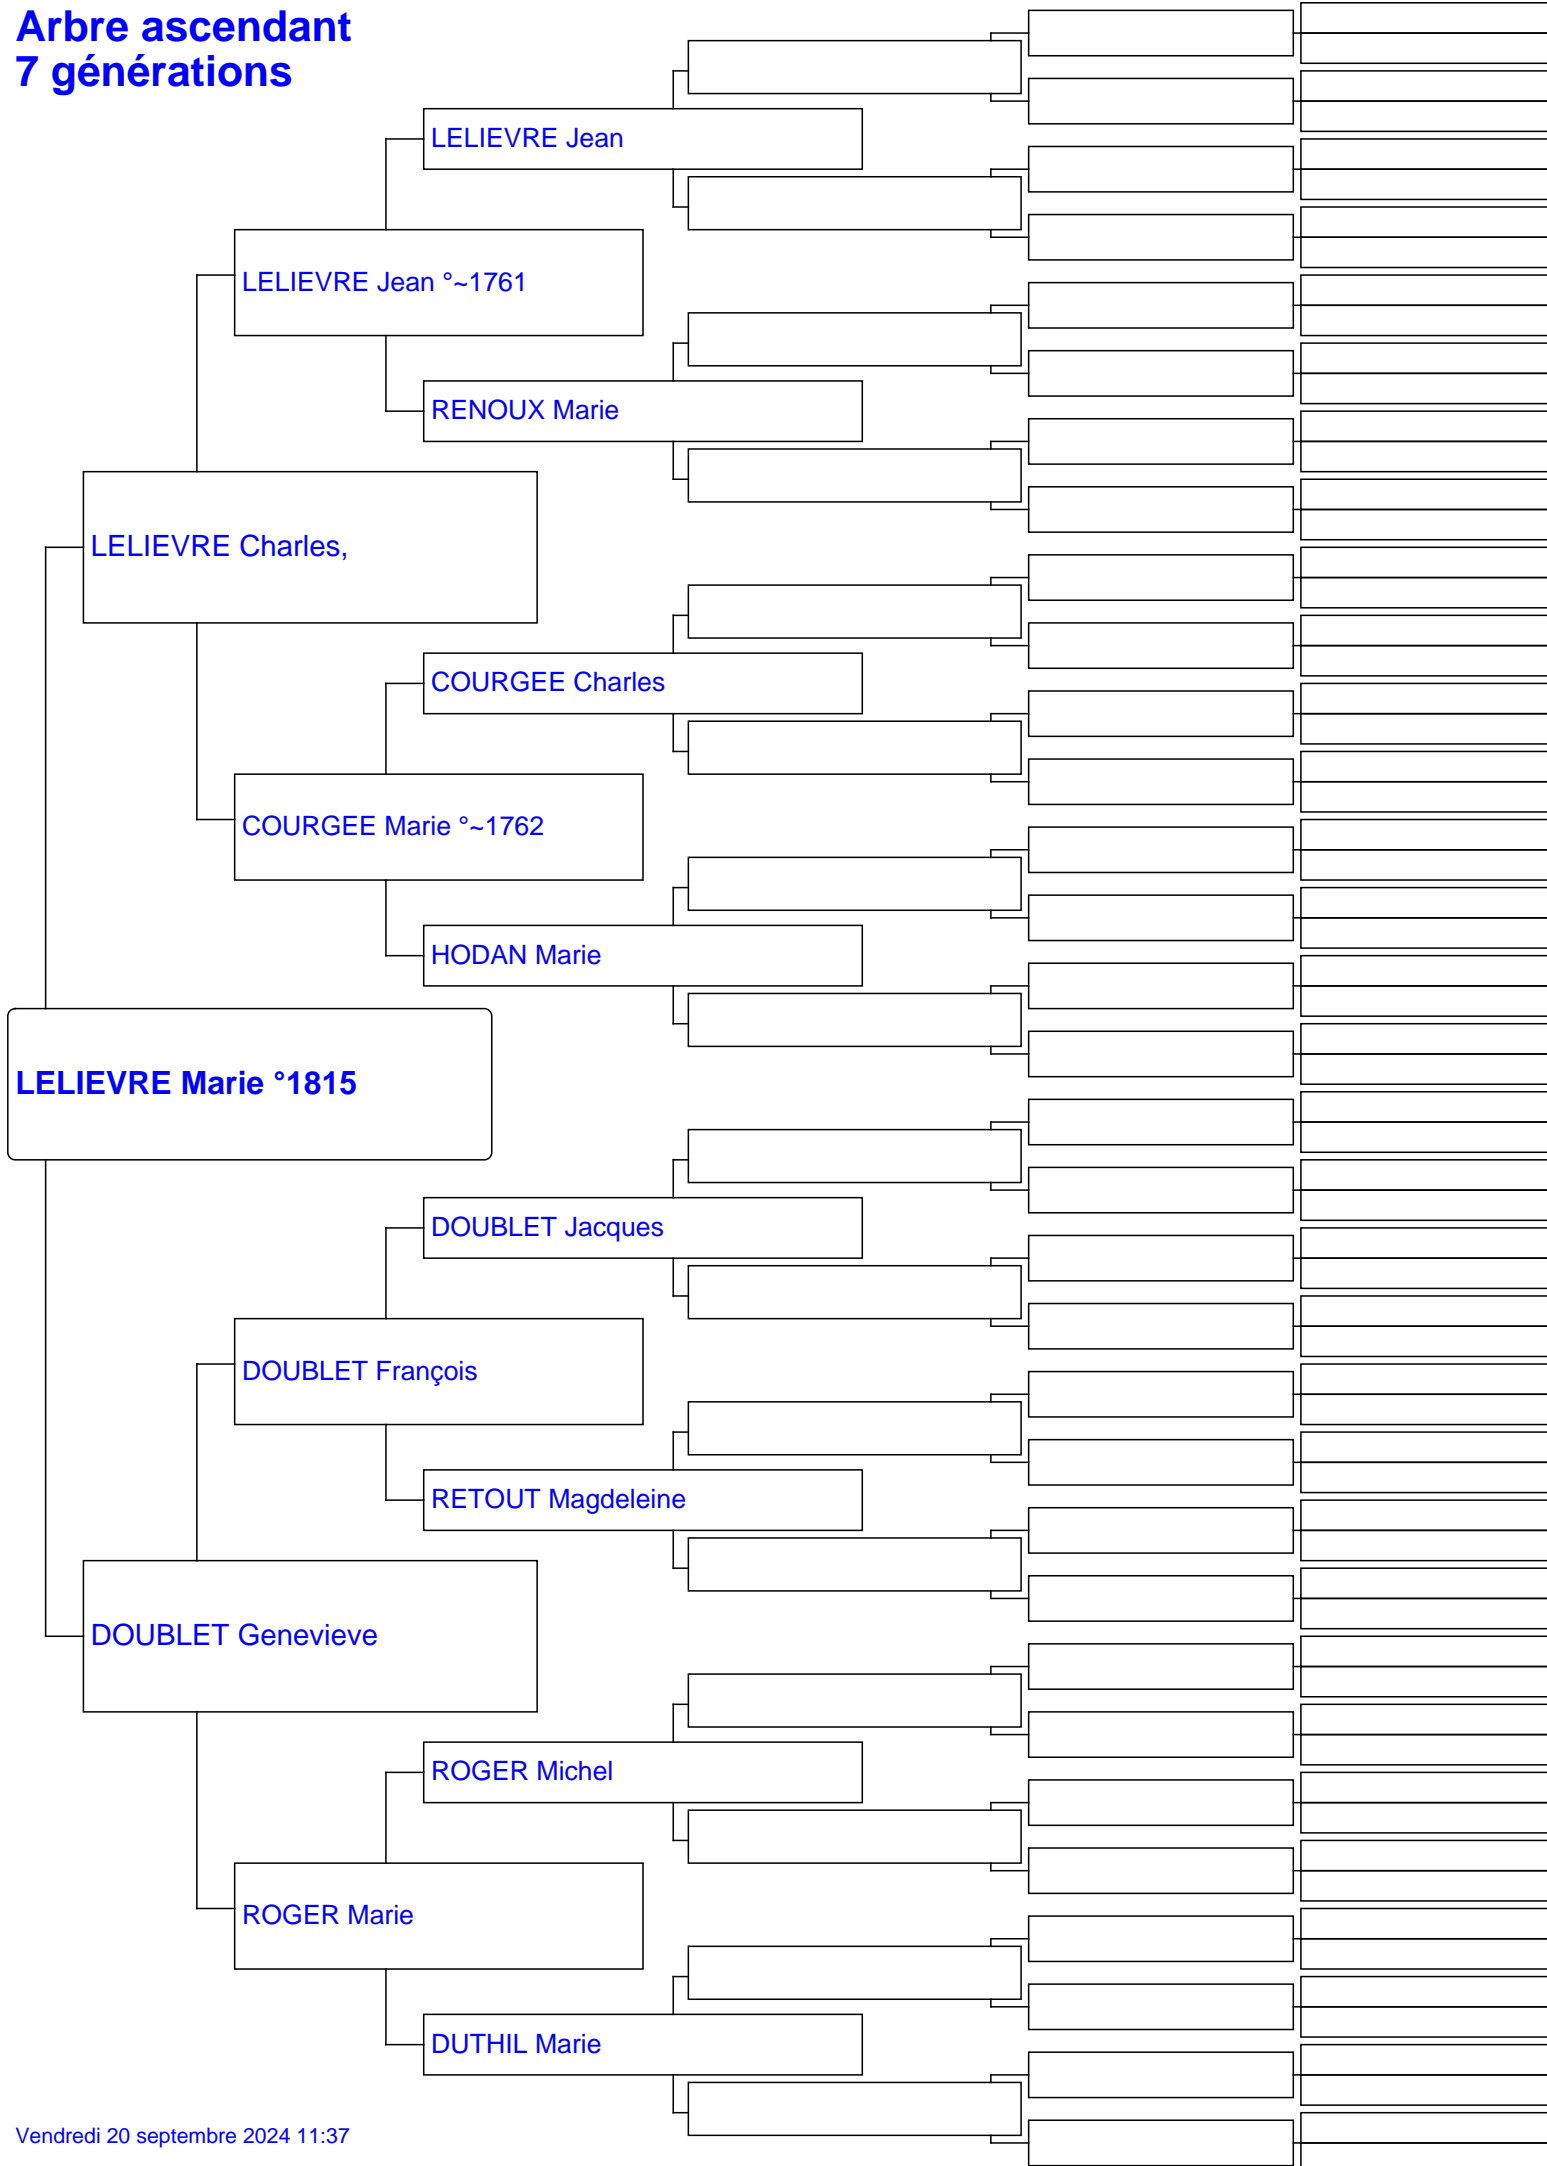 Arbre ascendant
7 générations
LELIEVRE Jean
LELIEVRE Jean °~1761
RENOUX Marie
LELIEVRE Charles,
COURGEE Charles
COURGEE Marie °~1762
HODAN Marie
LELIEVRE Marie °1815
DOUBLET Jacques
DOUBLET François
RETOUT Magdeleine
DOUBLET Genevieve
ROGER Michel
ROGER Marie
DUTHIL Marie
Vendredi 20 septembre 2024 11:37